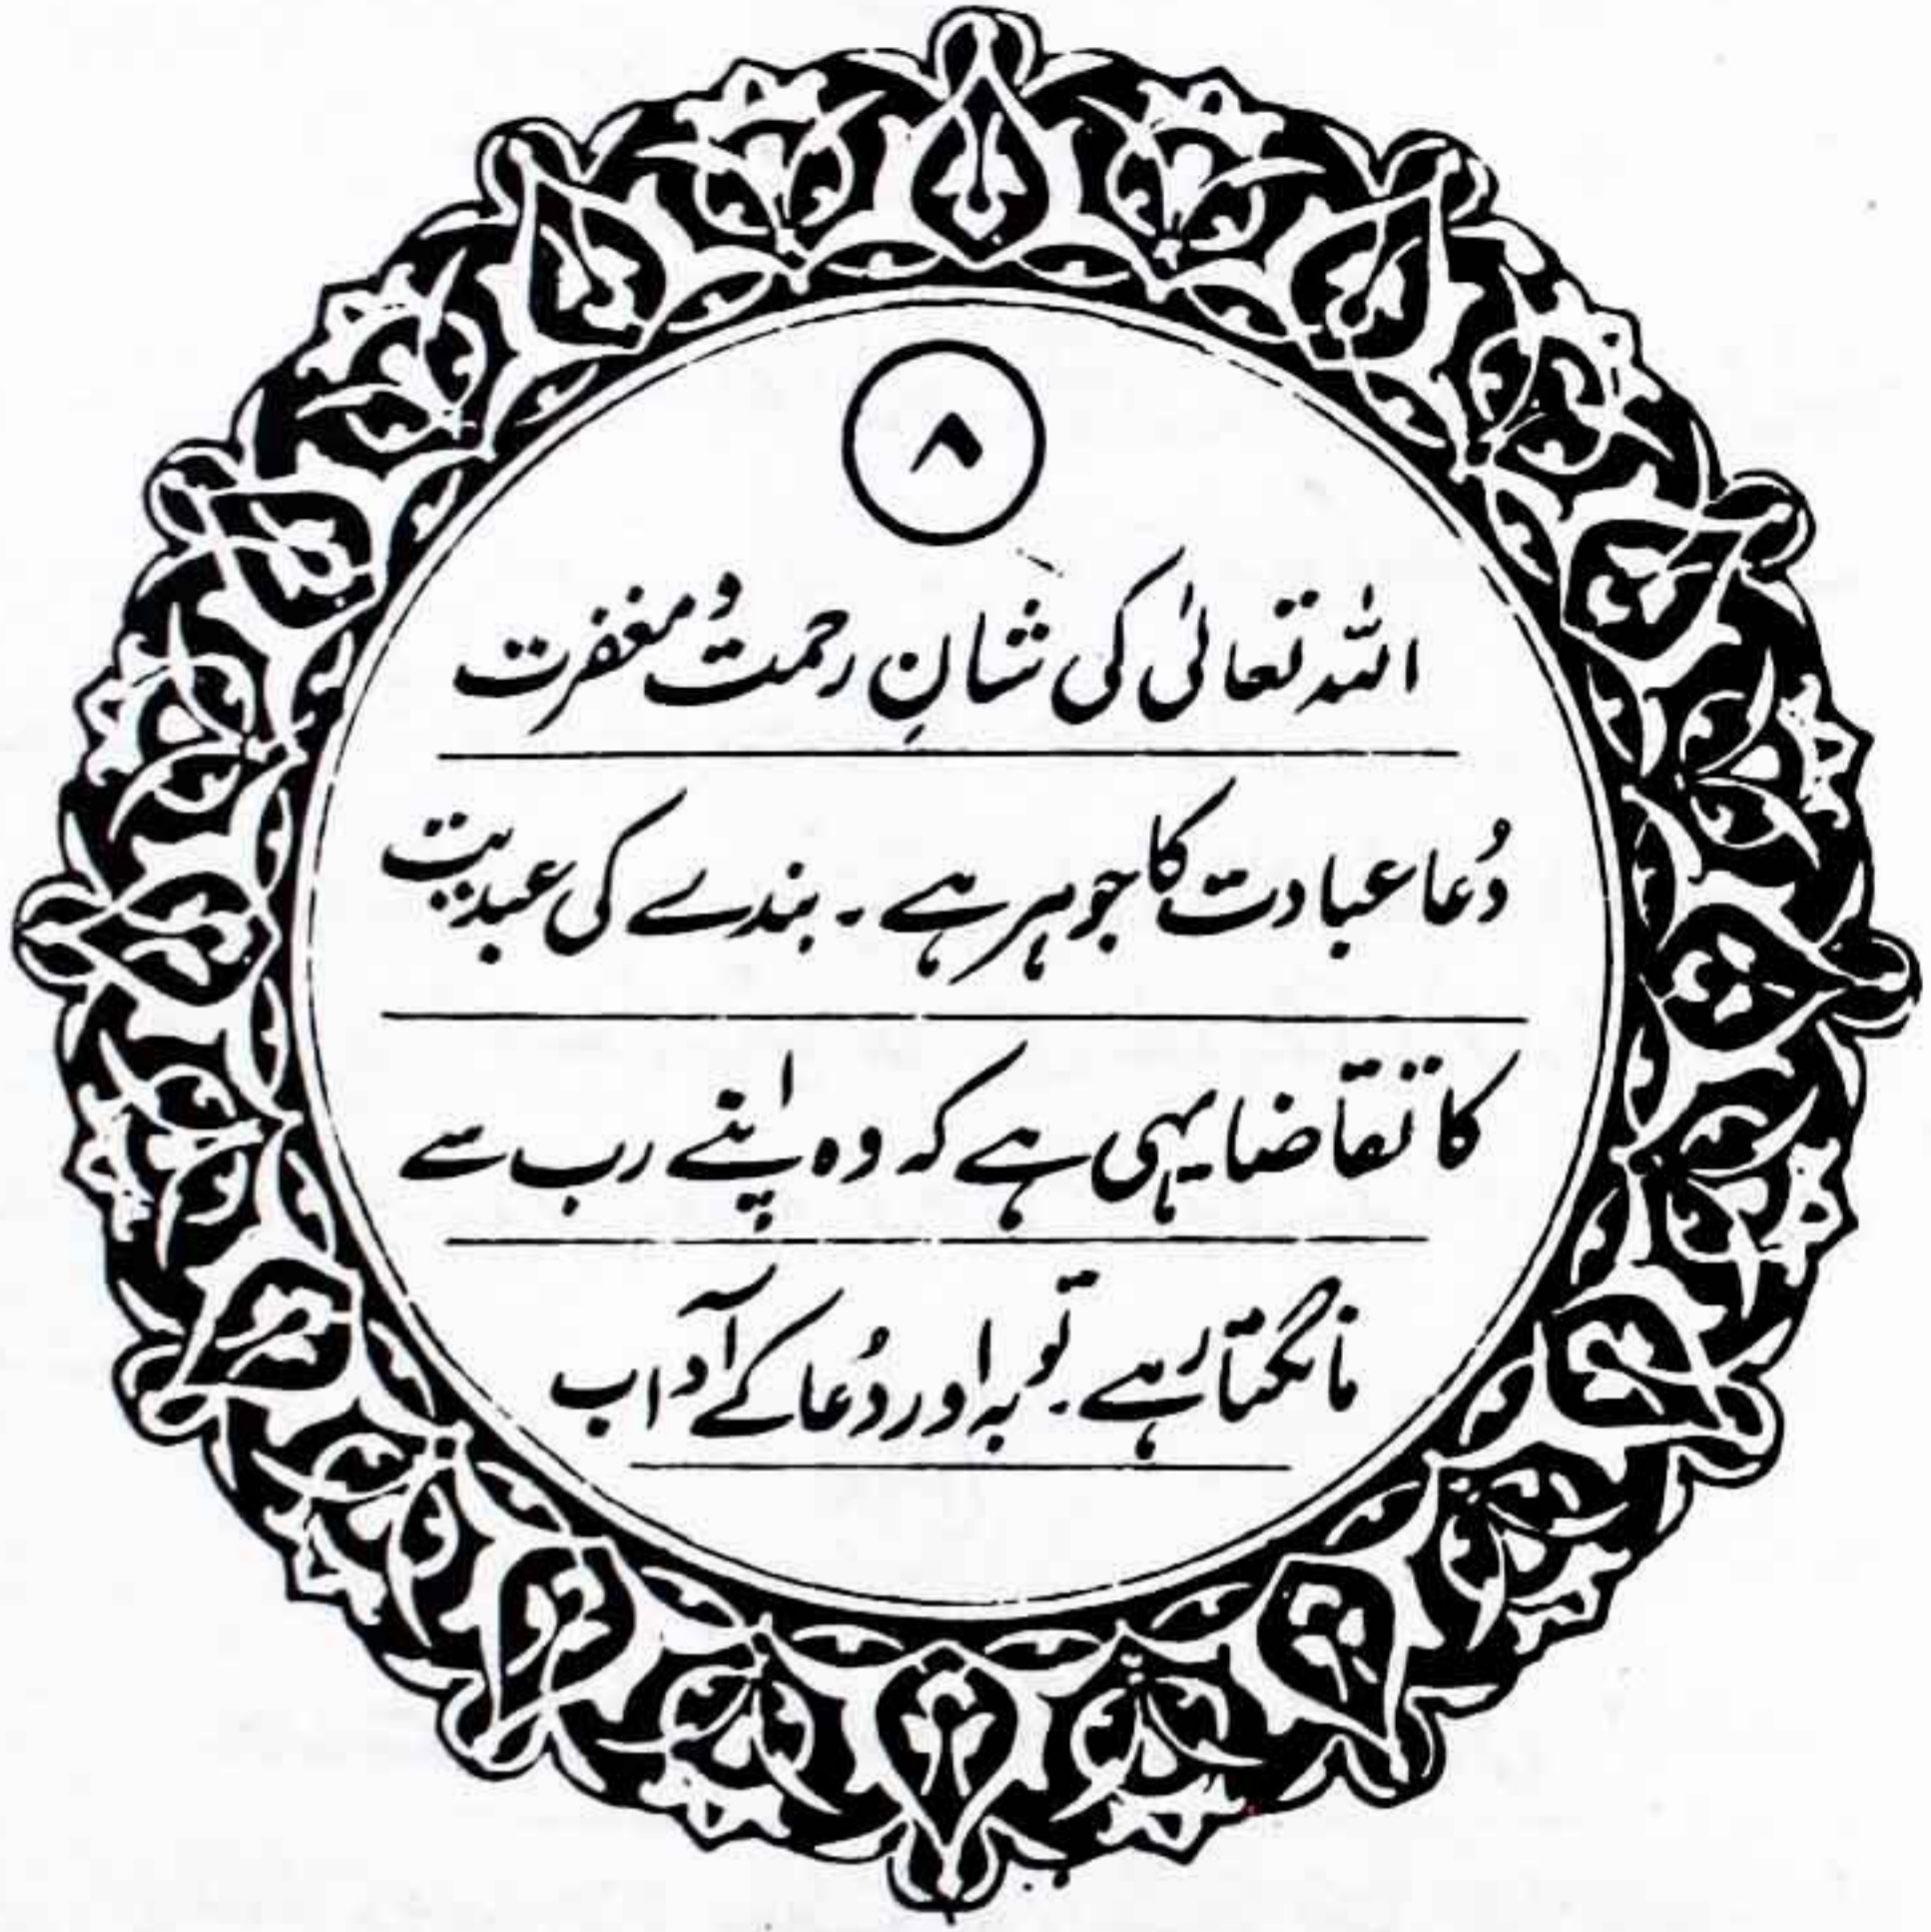 ۸
اللہ تعالیٰ کی شانِ رحمت و مغفرت
دُعا عبادت کا جوہر ہے ۔ بندے کی عبدیت
کا تقاضا یہی ہے کہ وہ اپنے رب سے
مانگتا رہے ۔ توبہ اور دُعا کے آداب